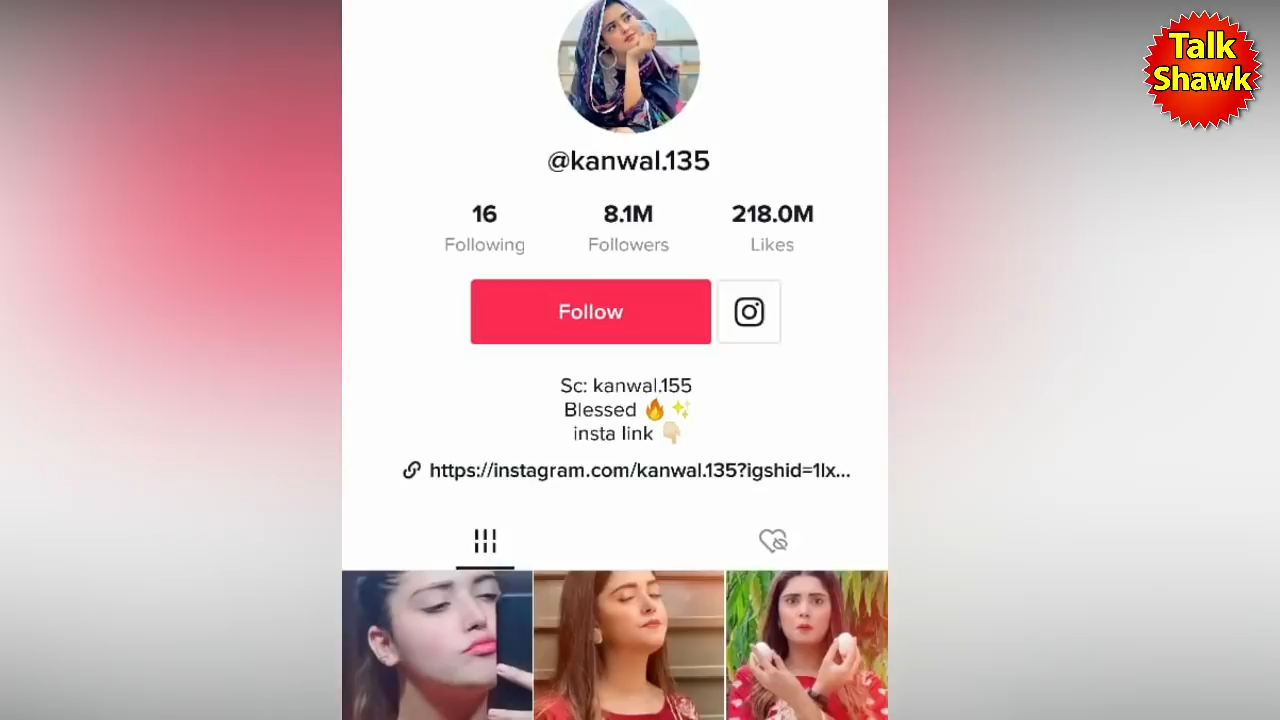 Talk
Shawk
@kanwal.135
16 8.1M 218.0M
Following Followers Likes
Follow
Sc: kanwal.155
Blessed 🔥✨
insta link 👇🏻
https://instagram.com/kanwal.135?igshid=1lx...